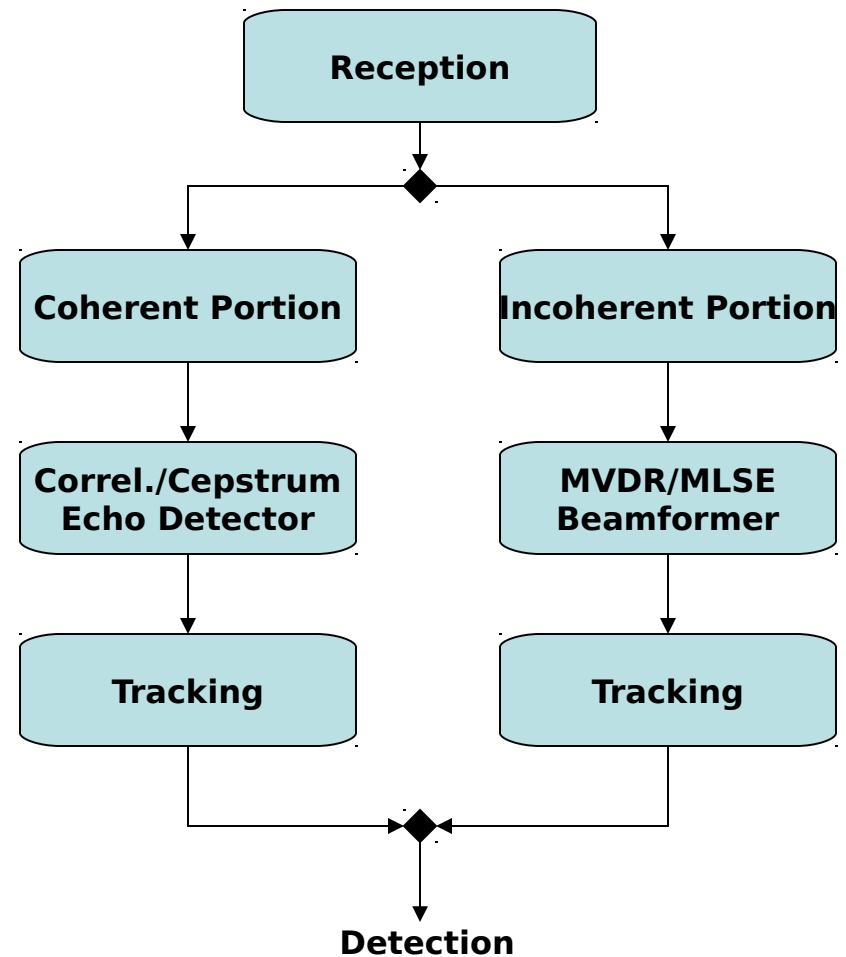 Reception
Coherent Portion
Incoherent Portion
Correl./Cepstrum
Echo Detector
MVDR/MLSE
Beamformer
Tracking
Tracking
Detection